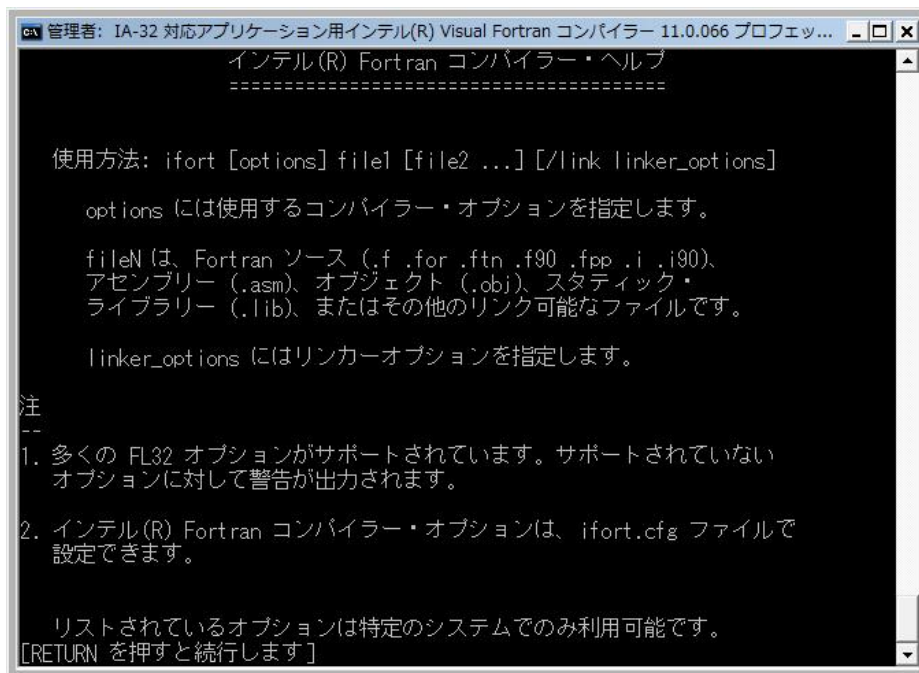 管理者: IA-32 対応アプリケーション用インテル(R) Visual Fortran コンパイラー 11.0.066 プロフェッ...
インテル(R) Fortran コンパイラー・ヘルプ
========================================
使用方法: ifort [options] file1 [file2 ...] [/link linker_options]
options には使用するコンパイラー・オプションを指定します。
fileN は、Fortran ソース (.f .for .ftn .f90 .fpp .i .i90)、
アセンブリー (.asm)、オブジェクト (.obj)、スタティック・
ライブラリー (.lib)、またはその他のリンク可能なファイルです。
linker_options にはリンカーオプションを指定します。
注
--
1. 多くの FL32 オプションがサポートされています。サポートされていない
オプションに対して警告が出力されます。
2. インテル(R) Fortran コンパイラー・オプションは、ifort.cfg ファイルで
設定できます。
リストされているオプションは特定のシステムでのみ利用可能です。
[RETURN を押すと続行します]